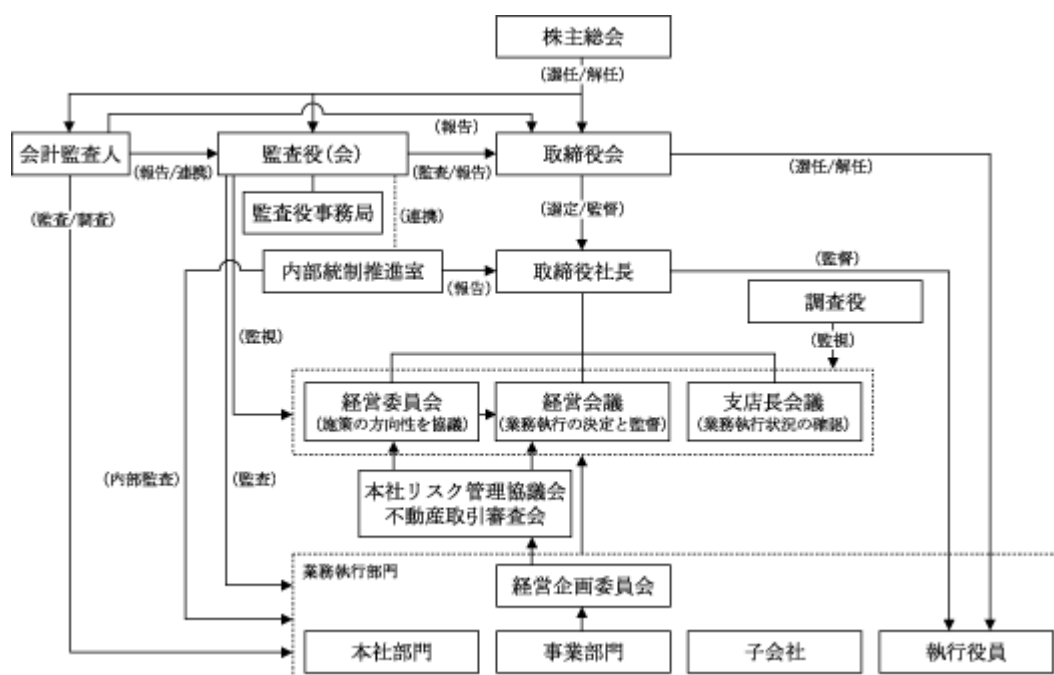 株主総会
(選任/解任)
(報告)
会計監査人
監査役(会)
取締役会
(報告/連携)
(監査/報告)
(選任/解任)
(監査/調査)
監査役事務局
(連携)
(選定/監督)
内部統制推進室
取締役社長
(報告)
(監督)
調査役
(監視)
(監視)
経営委員会
(施策の方向性を協議)
経営会議
(業務執行の決定と監督)
支店長会議
(業務執行状況の確認)
(内部監査)
(監査)
本社リスク管理協議会
不動産取引審査会
業務執行部門
経営企画委員会
本社部門
事業部門
子会社
執行役員